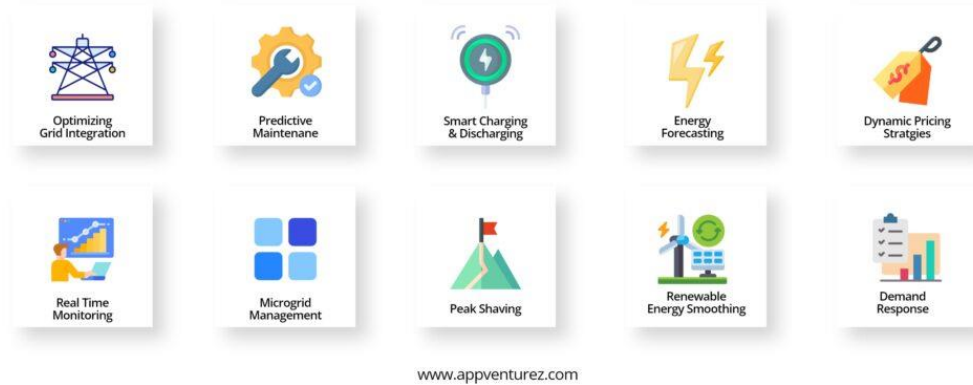 Optimizing
Grid Integration
Predictive
Maintenane
Smart Charging
& Discharging
Energy
Forecasting
Dynamic Pricing
Stratgies
Real Time
Monitoring
Microgrid
Management
Peak Shaving
Renewable
Energy Smoothing
Demand
Response
www.appventurez.com